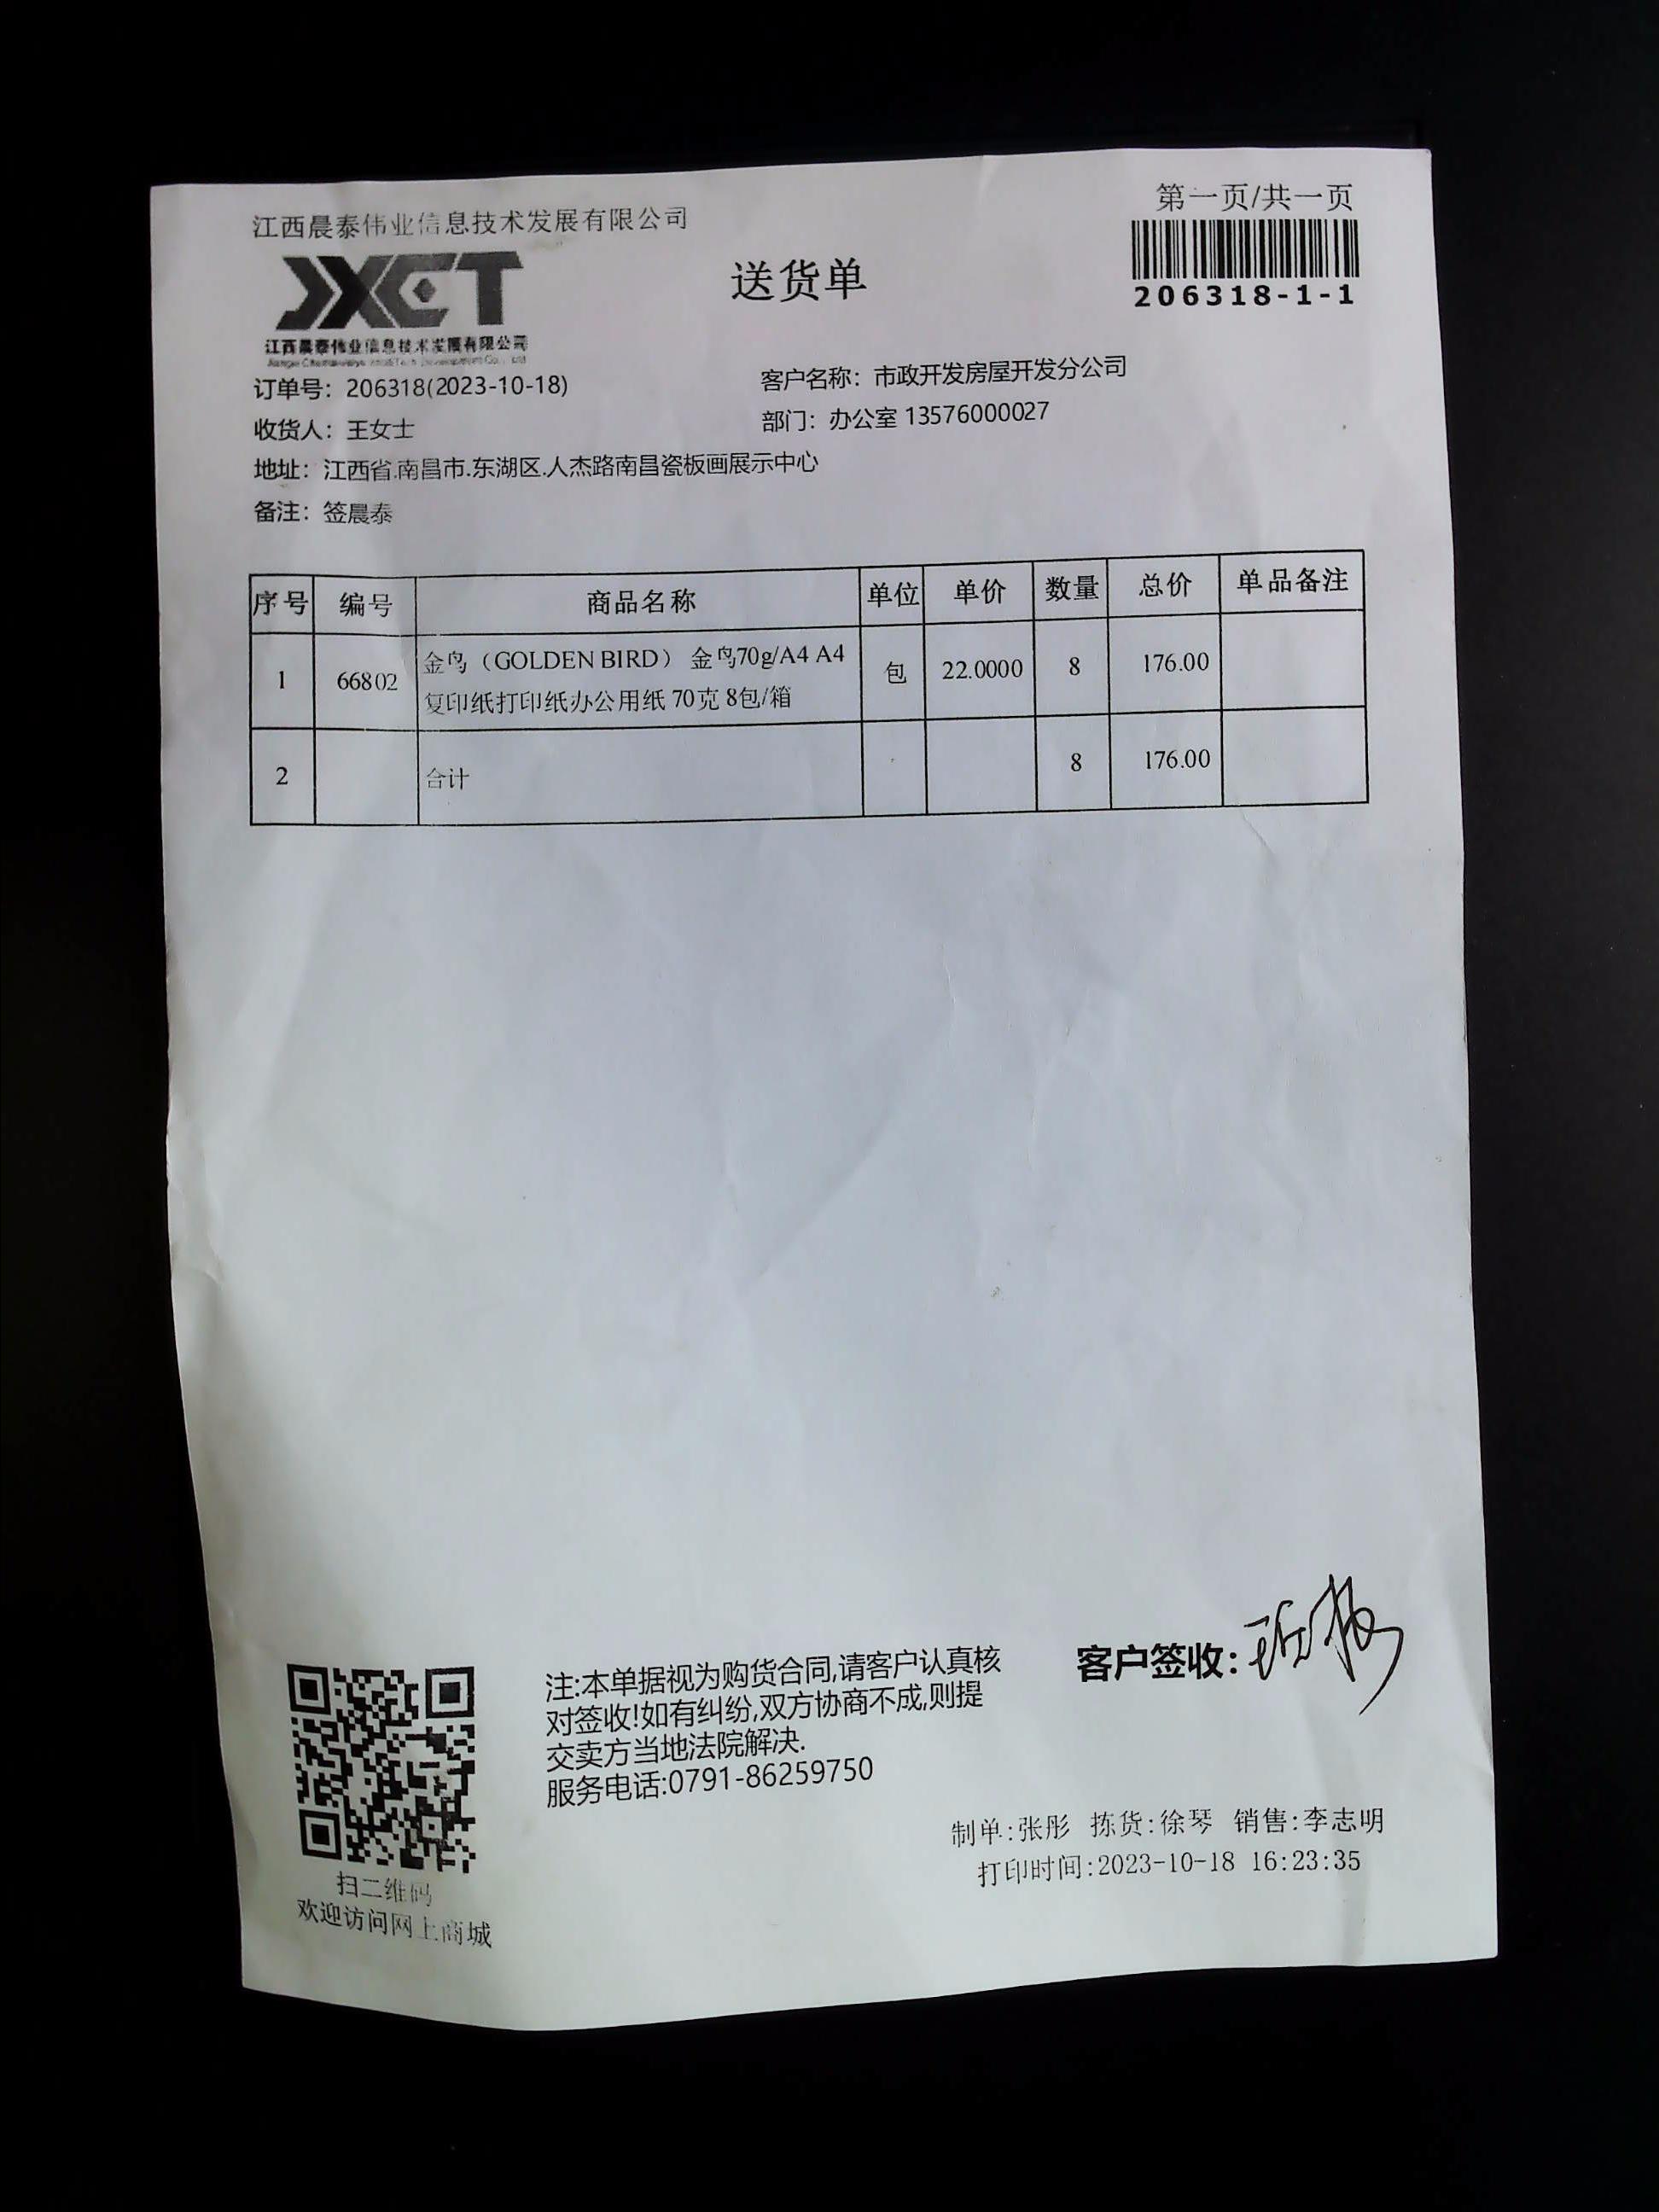 江西晨泰伟业信息技术发展有限公司
第一页/共一页
JXCT
江西晨泰伟业信息技术发展有限公司
送货单
206318-1-1
订单号：206318(2023-10-18)
客户名称：市政开发房屋开发分公司
收货人：王女士
部门：办公室 13576000027
地址：江西省.南昌市.东湖区.人杰路南昌瓷板画展示中心
备注：签晨泰
序号 编号 商品名称 单位 单价 数量 总价 单品备注
1 66802 金鸟（GOLDEN BIRD） 金鸟70g/A4 A4 包 22.0000 8 176.00
复印纸打印纸办公用纸 70克 8包/箱
2 合计 8 176.00
注:本单据视为购货合同,请客户认真核
对签收!如有纠纷,双方协商不成,则提
交卖方当地法院解决.
服务电话:0791-86259750
客户签收:
制单:张彤 拣货:徐琴 销售:李志明
打印时间:2023-10-18 16:23:35
扫二维码
欢迎访问网上商城